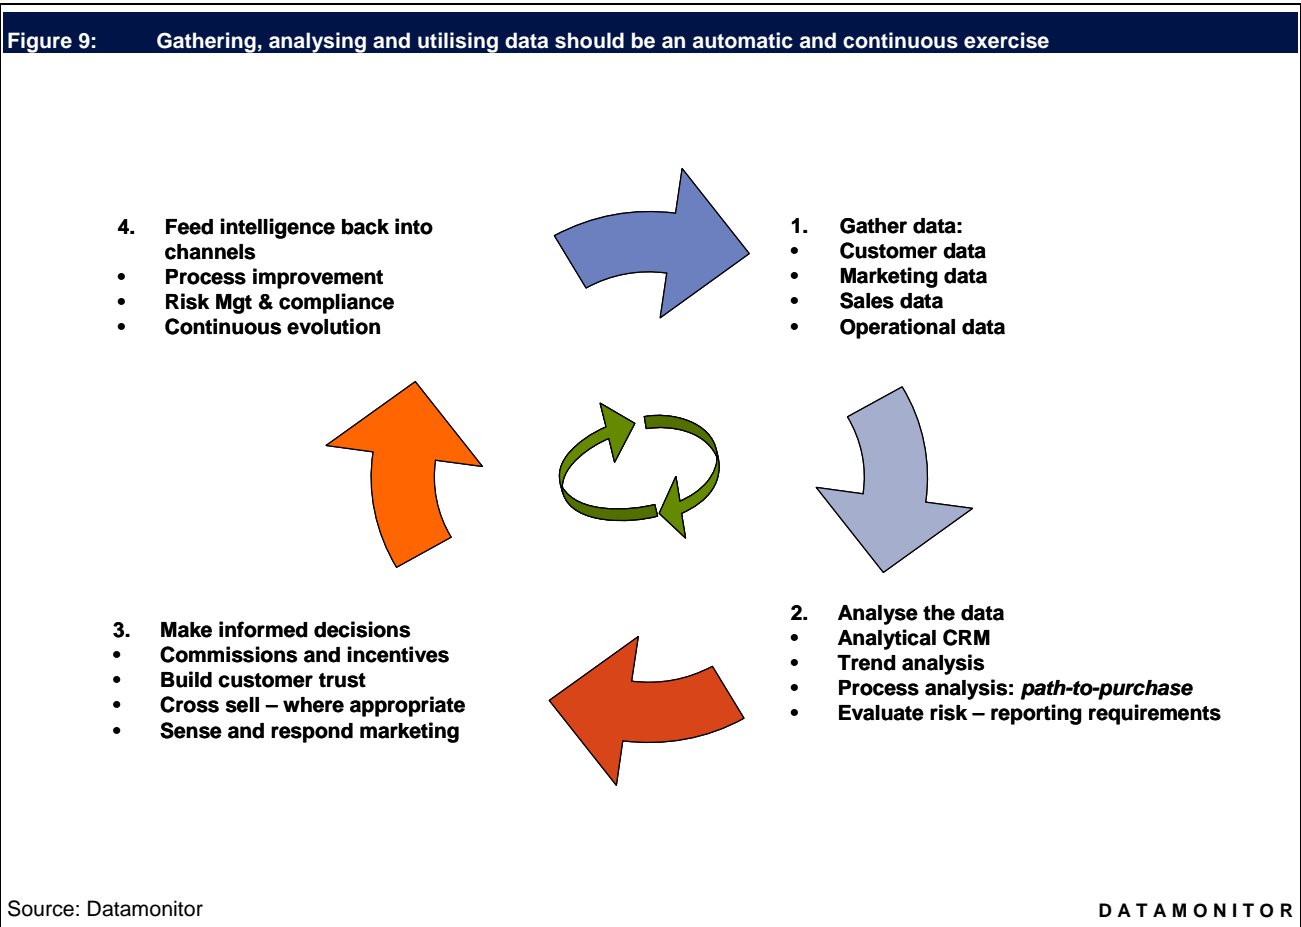 Figure 9: Gathering, analysing and utilising data should be an automatic and continuous exercise
4. Feed intelligence back into
channels
• Process improvement
• Risk Mgt & compliance
• Continuous evolution
1. Gather data:
• Customer data
• Marketing data
• Sales data
• Operational data
3. Make informed decisions
• Commissions and incentives
• Build customer trust
• Cross sell – where appropriate
• Sense and respond marketing
2. Analyse the data
• Analytical CRM
• Trend analysis
• Process analysis: path-to-purchase
• Evaluate risk – reporting requirements
Source: Datamonitor
DATAMONITOR